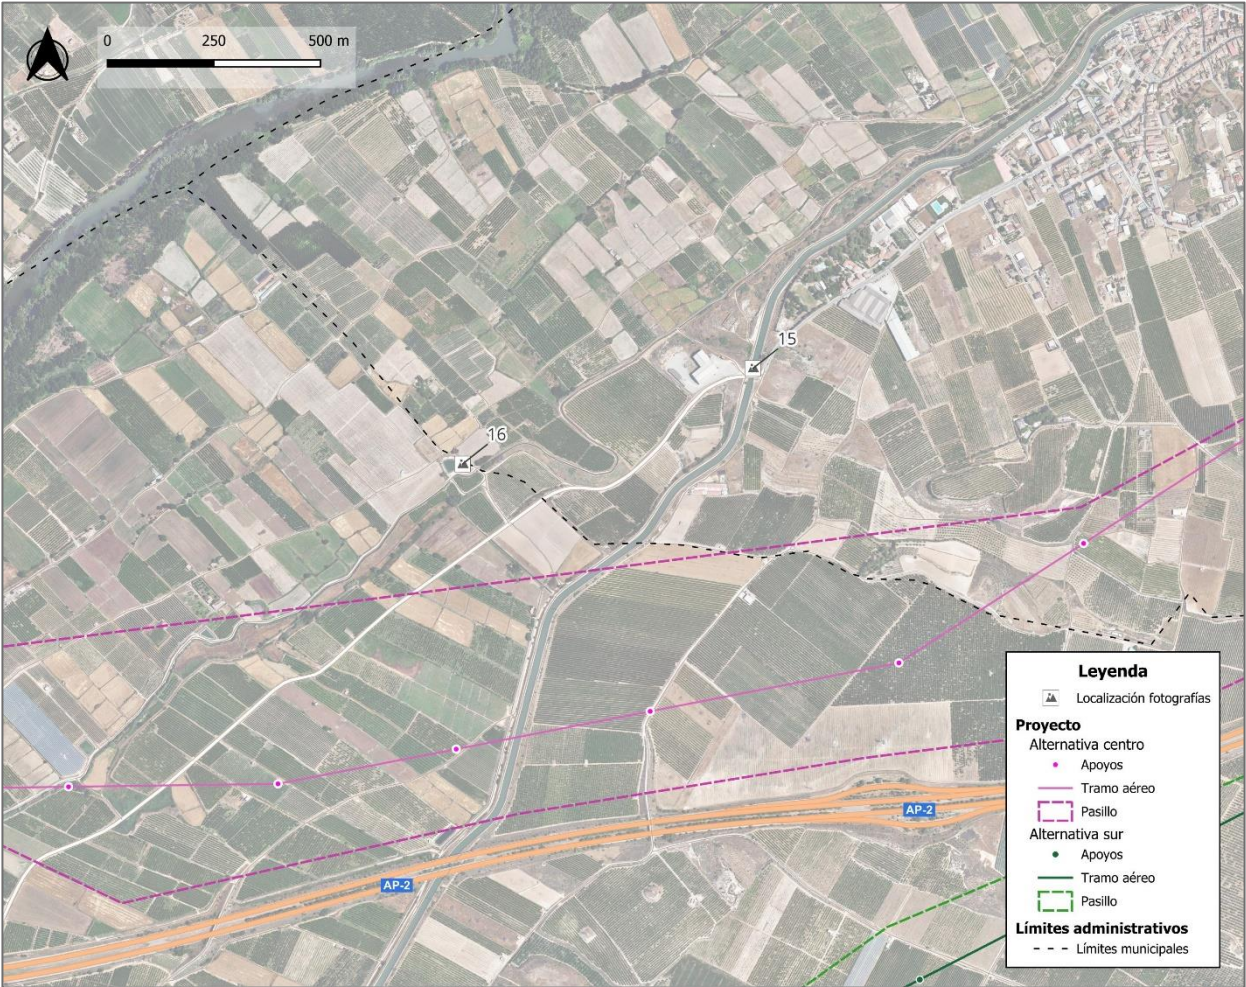 0 250 500 m
15
16
AP-2
AP-2
Leyenda
Localización fotografías
Proyecto
Alternativa centro
Apoyos
Tramo aéreo
Pasillo
Alternativa sur
Apoyos
Tramo aéreo
Pasillo
Límites administrativos
Límites municipales